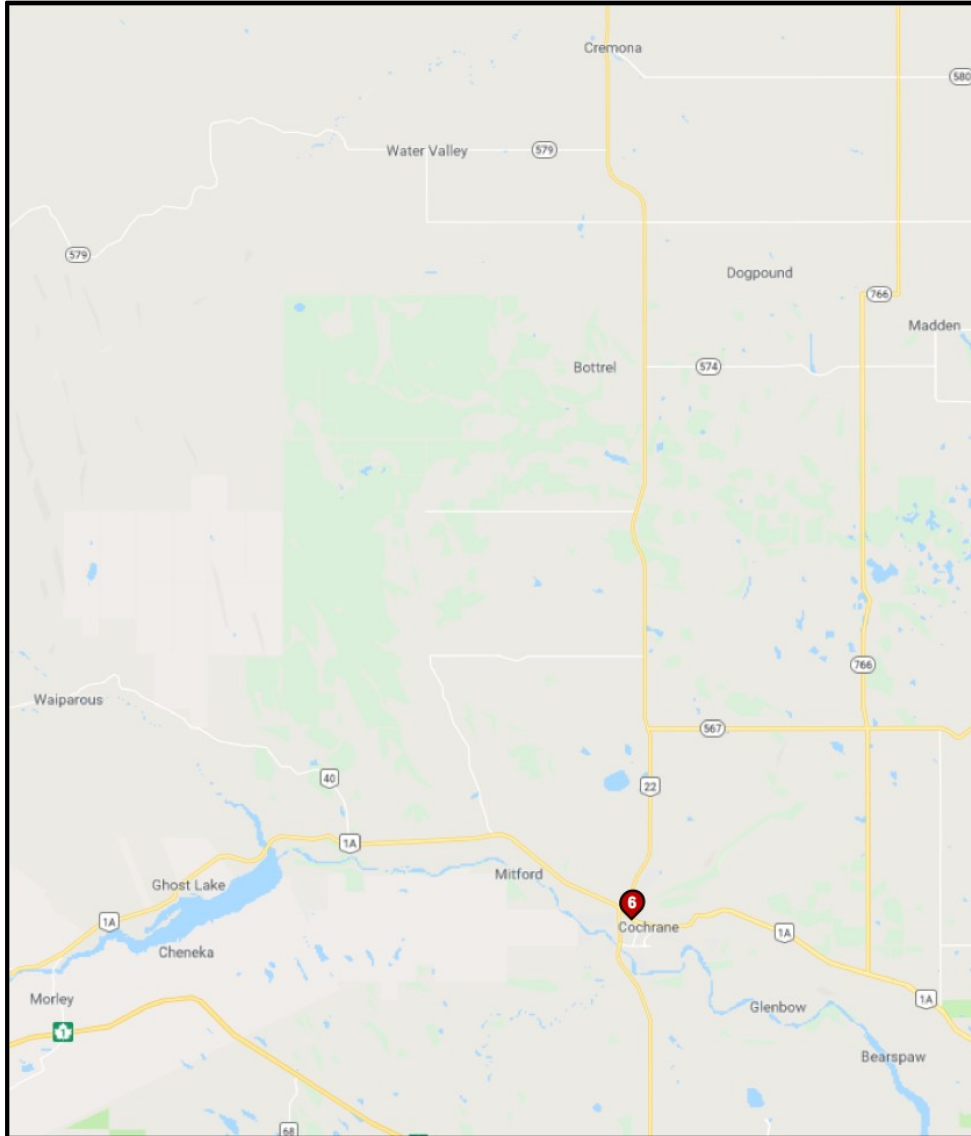 Cremona
580
Water Valley
579
579
Dogpound
766
Madden
Bottrel
574
766
Waiparous
567
40
22
1A
Mitford
Ghost Lake
6
1A
Cochrane
1A
Cheneka
Morley
1A
Glenbow
1
Bearspaw
68